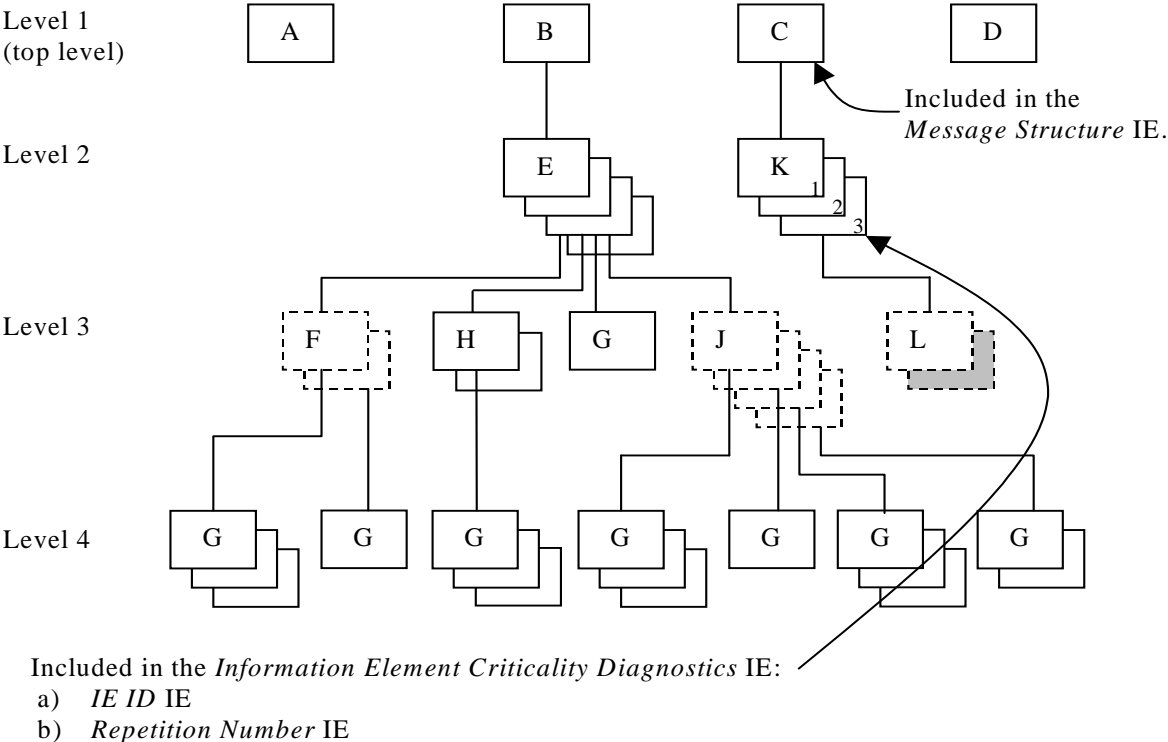 Level 1
(top level)
A
B
C
D
Included in the
Message Structure IE.
Level 2
E
K
1
2
3
Level 3
F
H
G
J
L
Level 4
G
G
G
G
G
G
G
Included in the Information Element Criticality Diagnostics IE:
a) IE ID IE
b) Repetition Number IE